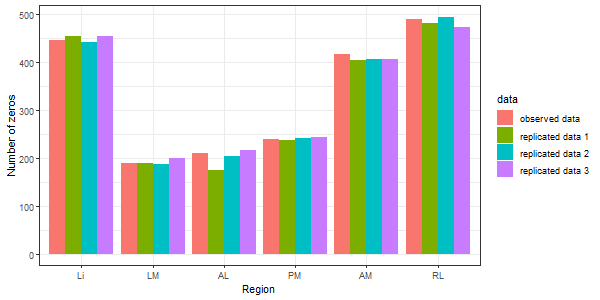 500
400
300
200
100
0
Number of zeros
Li LM AL PM AM RL
Region
data
observed data
replicated data 1
replicated data 2
replicated data 3